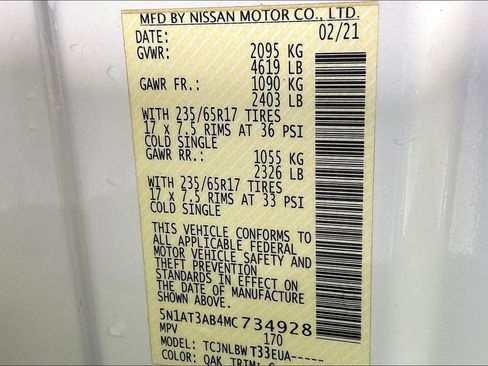 MFD BY NISSAN MOTOR CO., LTD.
DATE: 02/21
GVWR: 2095 KG
4619 LB
GAWR FR.: 1090 KG
2403 LB
WITH 235/65R17 TIRES
17 x 7.5 RIMS AT 36 PSI
COLD SINGLE
GAWR RR.: 1055 KG
2326 LB
WITH 235/65R17 TIRES
17 x 7.5 RIMS AT 33 PSI
COLD SINGLE
THIS VEHICLE CONFORMS TO
ALL APPLICABLE FEDERAL
MOTOR VEHICLE SAFETY AND
THEFT PREVENTION
STANDARDS IN EFFECT ON
THE DATE OF MANUFACTURE
SHOWN ABOVE.
5N1AT3AB4MC734928
MPV 170
MODEL: TCJNLBW T33EUA-----
COLOR: QAK TRIM: